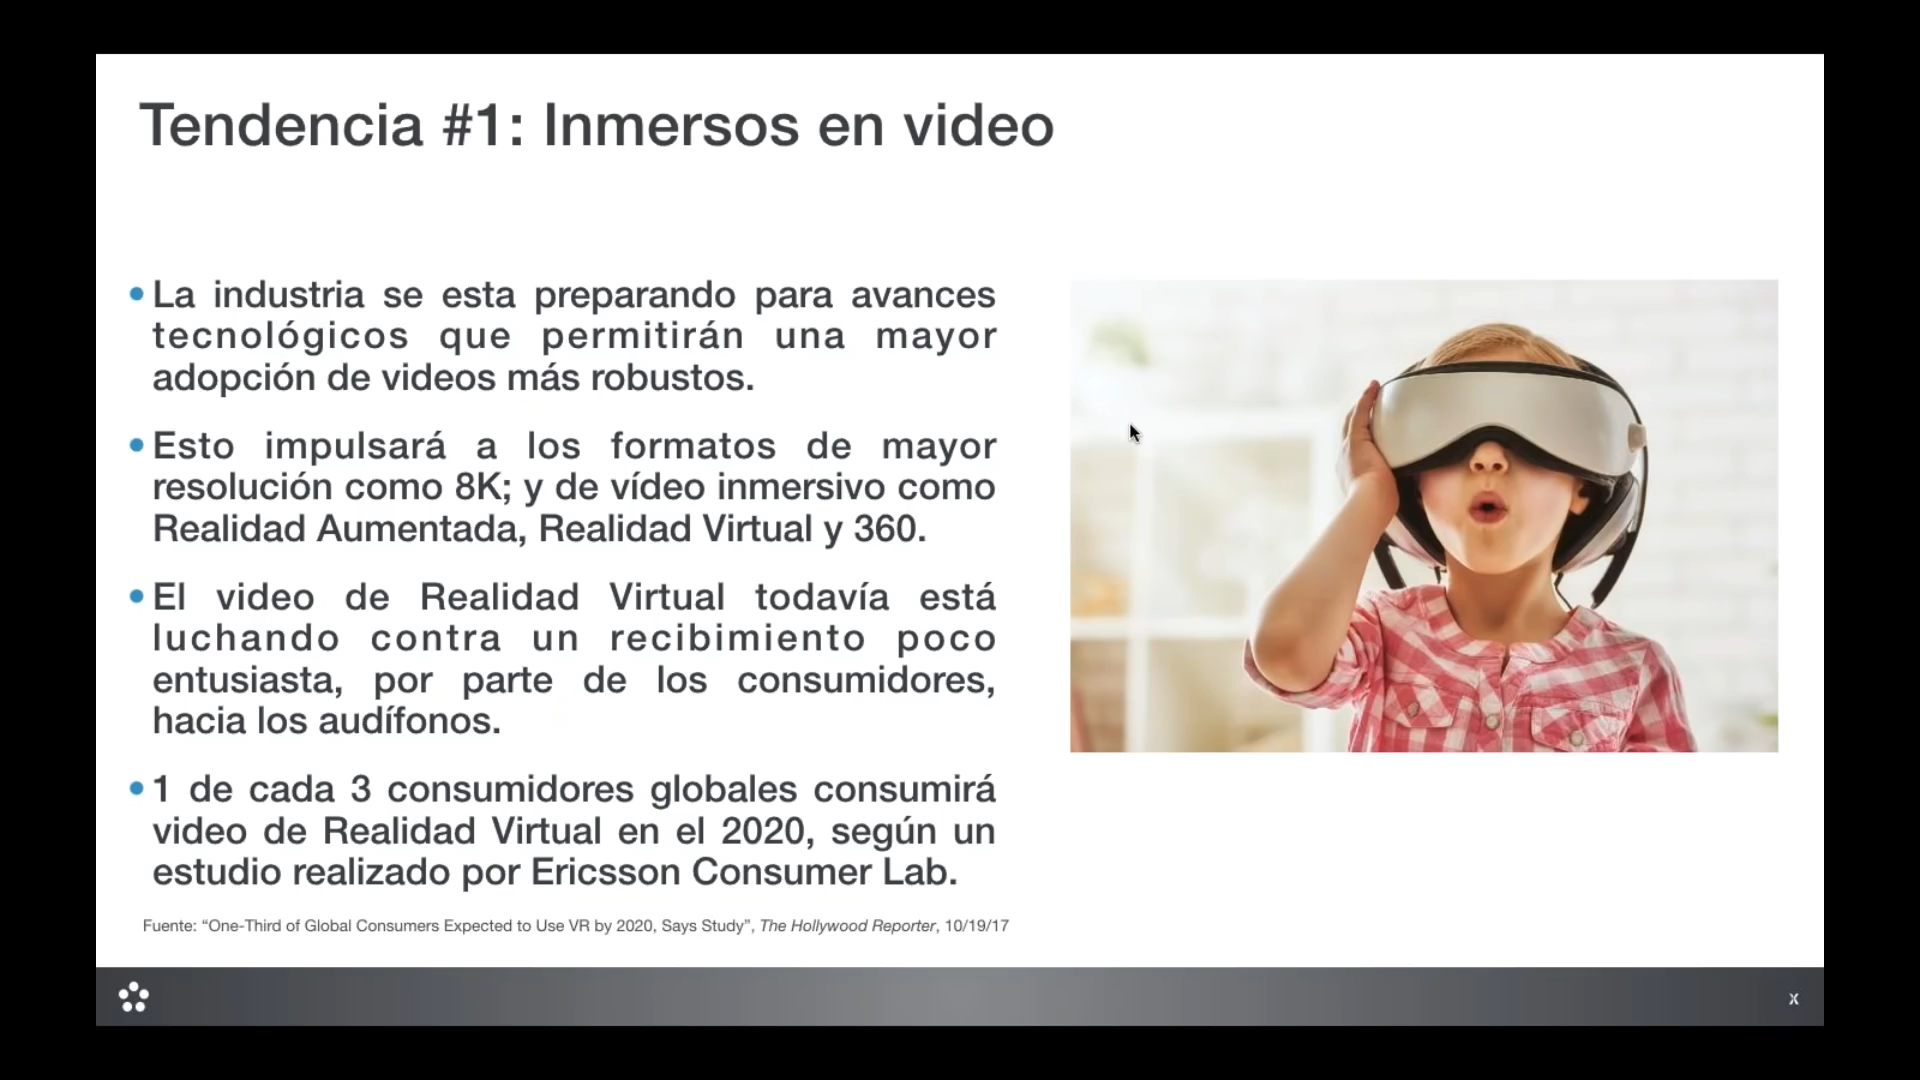 Tendencia #1: Inmersos en video
•La industria se esta preparando para avances
tecnológicos que permitirán una mayor
adopción de videos más robustos.
•Esto impulsará a los formatos de mayor
resolución como 8K; y de vídeo inmersivo como
Realidad Aumentada, Realidad Virtual y 360.
•El video de Realidad Virtual todavía está
luchando contra un recibimiento poco
entusiasta, por parte de los consumidores,
hacia los audífonos.
•1 de cada 3 consumidores globales consumirá
video de Realidad Virtual en el 2020, según un
estudio realizado por Ericsson Consumer Lab.
Fuente: “One-Third of Global Consumers Expected to Use VR by 2020, Says Study”, The Hollywood Reporter, 10/19/17
x